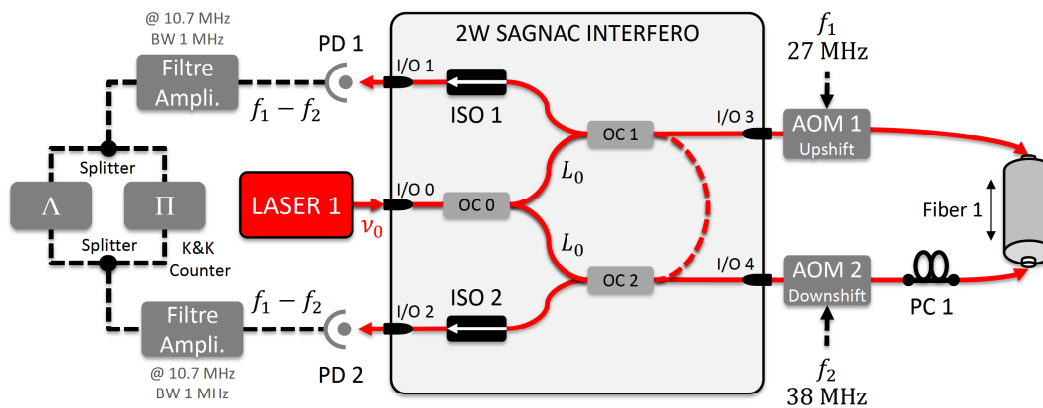 @ 10.7 MHz
BW 1 MHz
Filtre
Ampli.
PD 1
f₁ − f₂
Splitter
Λ
Π
Splitter
K&K
Counter
f₁ − f₂
Filtre
Ampli.
@ 10.7 MHz
BW 1 MHz
PD 2
LASER 1
ν₀
2W SAGNAC INTERFERO
I/O 1
ISO 1
OC 1
I/O 3
I/O 0
OC 0
L₀
L₀
ISO 2
I/O 2
OC 2
I/O 4
f₁
27 MHz
AOM 1
Upshift
Fiber 1
AOM 2
Downshift
PC 1
f₂
38 MHz